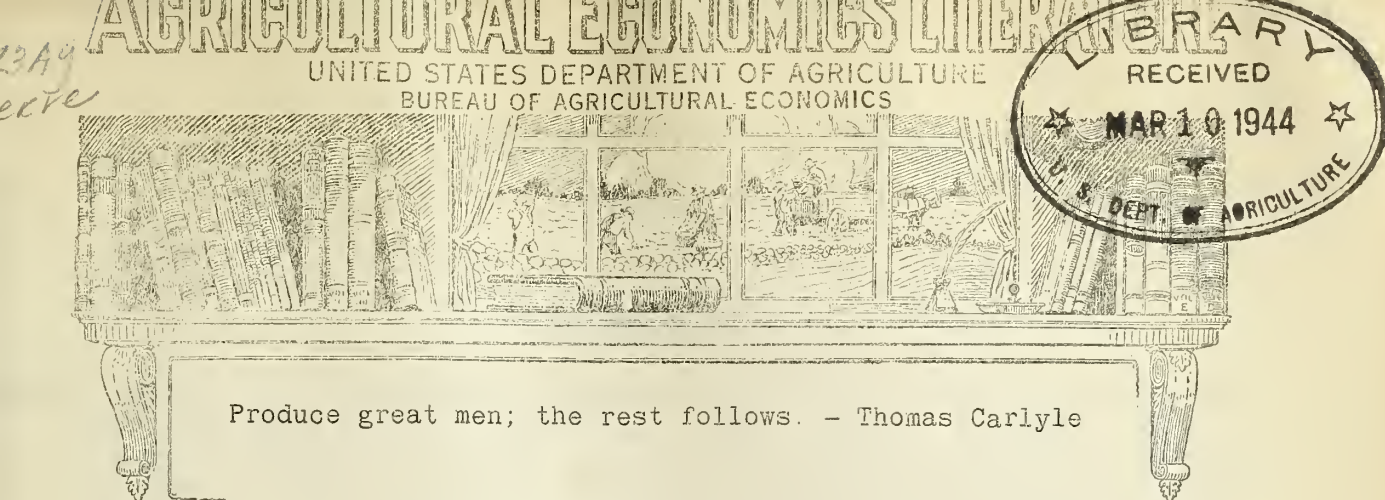 AGRICULTURAL ECONOMICS LITERATURE
UNITED STATES DEPARTMENT OF AGRICULTURE
BUREAU OF AGRICULTURAL ECONOMICS
LIBRARY
RECEIVED
MAR 10 1944
U. S. DEPT. OF AGRICULTURE
Produce great men; the rest follows. – Thomas Carlyle